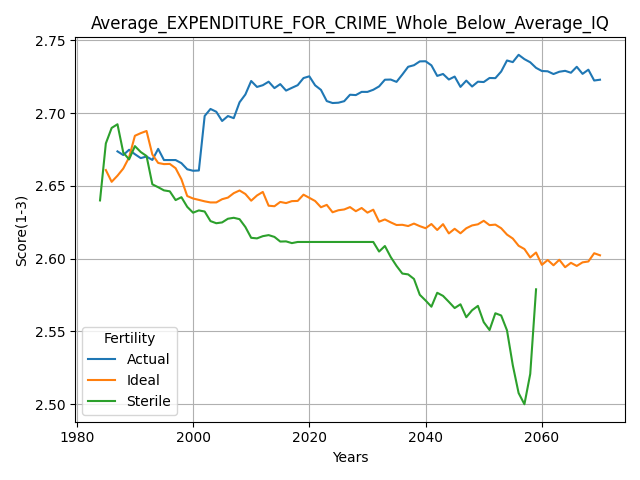 Average_EXPENDITURE_FOR_CRIME_Whole_Below_Average_IQ
Score(1-3)
2.75
2.70
2.65
2.60
2.55
2.50
Fertility
Actual
Ideal
Sterile
1980 2000 2020 2040 2060
Years